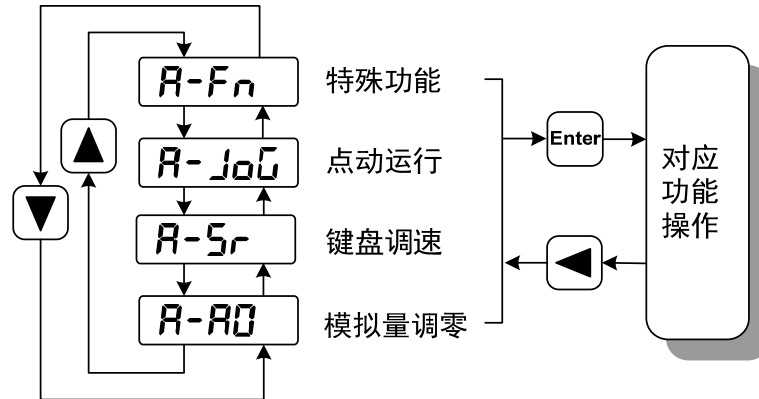 A-Fn 特殊功能
A-JoG 点动运行
A-Sr 键盘调速
A-A0 模拟量调零
Enter
对应
功能
操作